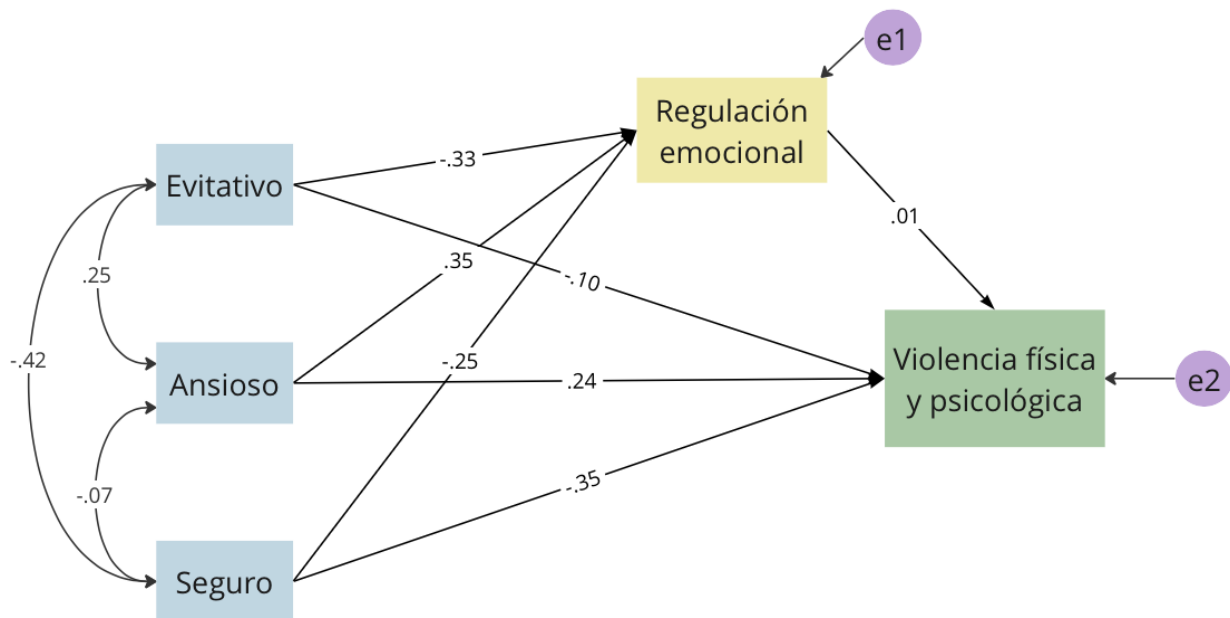 e1
Regulación
emocional
-.33
Evitativo
.01
.25
.35
-.10
-.42
-.25
Violencia física
y psicológica
e2
Ansioso
.24
-.07
-.35
Seguro